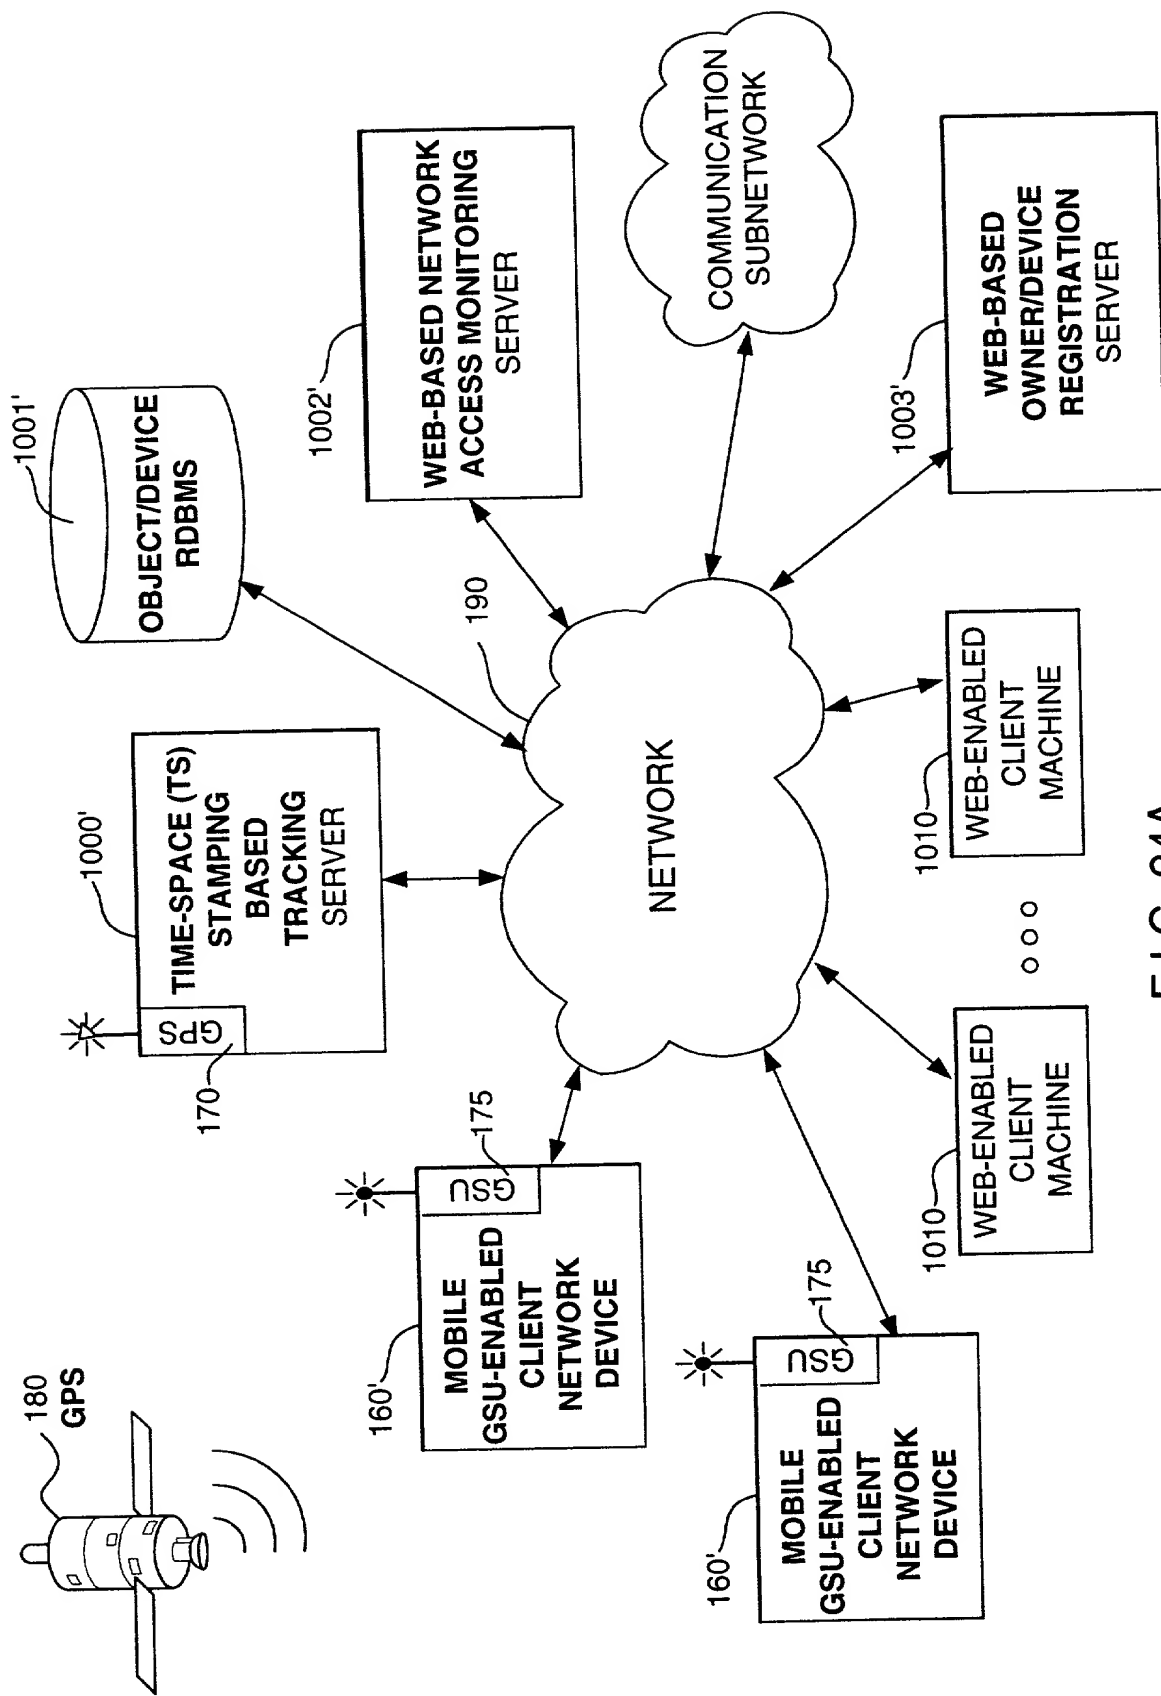 180
GPS
170
GPS
1000'
TIME-SPACE (TS)
STAMPING
BASED
TRACKING
SERVER
1001'
OBJECT/DEVICE
RDBMS
190
1002'
WEB-BASED NETWORK
ACCESS MONITORING
SERVER
160'
MOBILE
GSU-ENABLED
CLIENT
NETWORK
DEVICE
GSU
175
NETWORK
COMMUNICATION
SUBNETWORK
160'
MOBILE
GSU-ENABLED
CLIENT
NETWORK
DEVICE
GSU
175
1010
WEB-ENABLED
CLIENT
MACHINE
1010
WEB-ENABLED
CLIENT
MACHINE
1003'
WEB-BASED
OWNER/DEVICE
REGISTRATION
SERVER